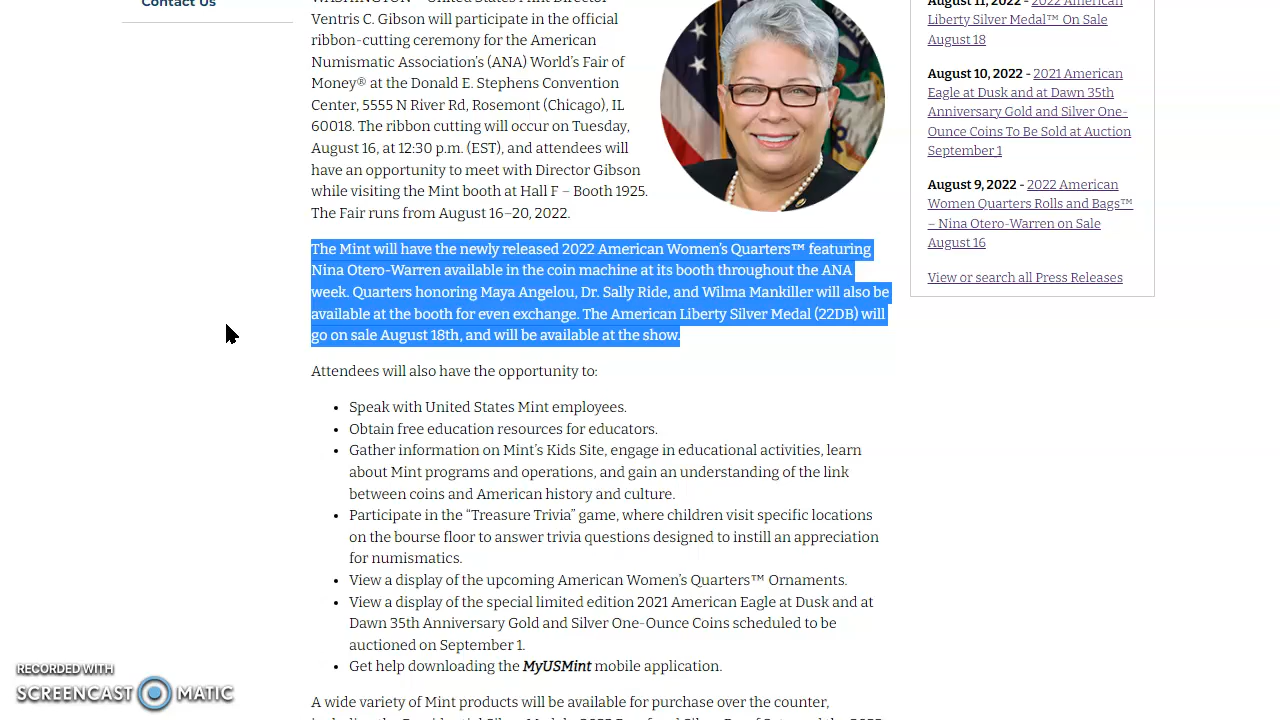 Contact Us
WASHINGTON – United States Mint Director
Ventris C. Gibson will participate in the official
ribbon-cutting ceremony for the American
Numismatic Association's (ANA) World's Fair of
Money® at the Donald E. Stephens Convention
Center, 5555 N River Rd, Rosemont (Chicago), IL
60018. The ribbon cutting will occur on Tuesday,
August 16, at 12:30 p.m. (EST), and attendees will
have an opportunity to meet with Director Gibson
while visiting the Mint booth at Hall F – Booth 1925.
The Fair runs from August 16–20, 2022.
The Mint will have the newly released 2022 American Women's Quarters™ featuring
Nina Otero-Warren available in the coin machine at its booth throughout the ANA
week. Quarters honoring Maya Angelou, Dr. Sally Ride, and Wilma Mankiller will also be
available at the booth for even exchange. The American Liberty Silver Medal (22DB) will
go on sale August 18th, and will be available at the show.
Attendees will also have the opportunity to:
• Speak with United States Mint employees.
• Obtain free education resources for educators.
• Gather information on Mint's Kids Site, engage in educational activities, learn
about Mint programs and operations, and gain an understanding of the link
between coins and American history and culture.
• Participate in the “Treasure Trivia” game, where children visit specific locations
on the bourse floor to answer trivia questions designed to instill an appreciation
for numismatics.
• View a display of the upcoming American Women's Quarters™ Ornaments.
• View a display of the special limited edition 2021 American Eagle at Dusk and at
Dawn 35th Anniversary Gold and Silver One-Ounce Coins scheduled to be
auctioned on September 1.
• Get help downloading the MyUSMint mobile application.
A wide variety of Mint products will be available for purchase over the counter,
August 11, 2022 - 2022 American
Liberty Silver Medal™ On Sale
August 18
August 10, 2022 - 2021 American
Eagle at Dusk and at Dawn 35th
Anniversary Gold and Silver One-
Ounce Coins To Be Sold at Auction
September 1
August 9, 2022 - 2022 American
Women Quarters Rolls and Bags™
– Nina Otero-Warren on Sale
August 16
View or search all Press Releases
RECORDED WITH
SCREENCAST MATIC